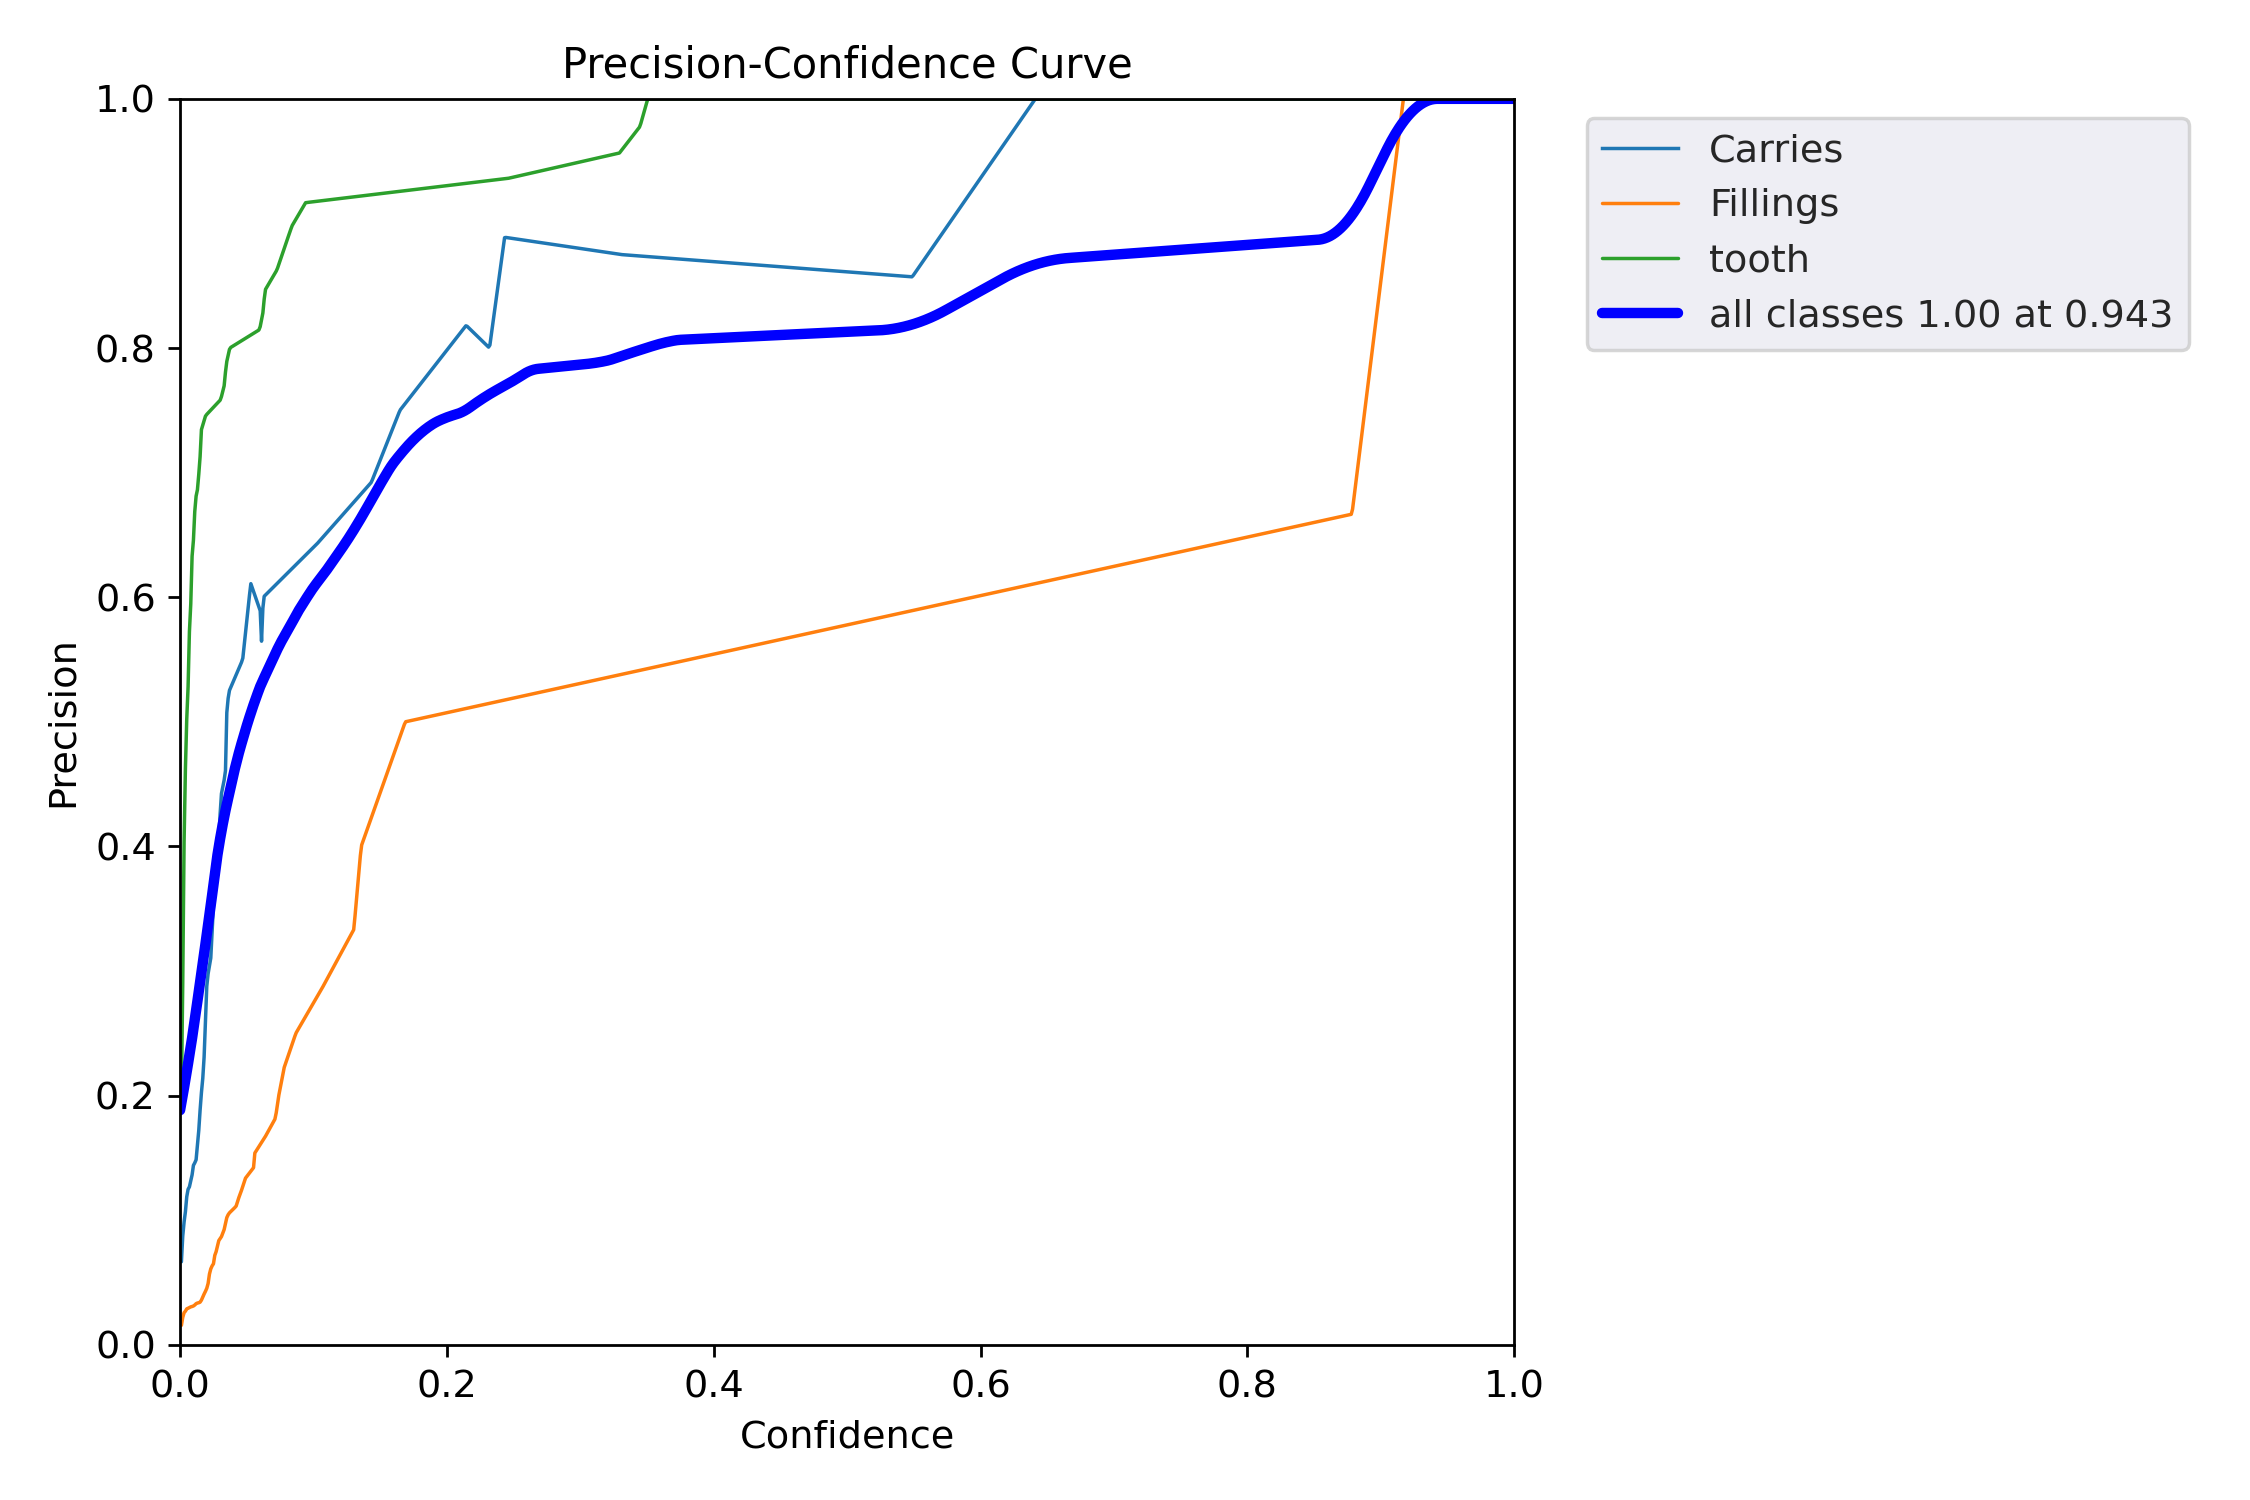 Precision-Confidence Curve
1.0
0.8
0.6
0.4
0.2
0.0
Precision
0.0 0.2 0.4 0.6 0.8 1.0
Confidence
Carries
Fillings
tooth
all classes 1.00 at 0.943